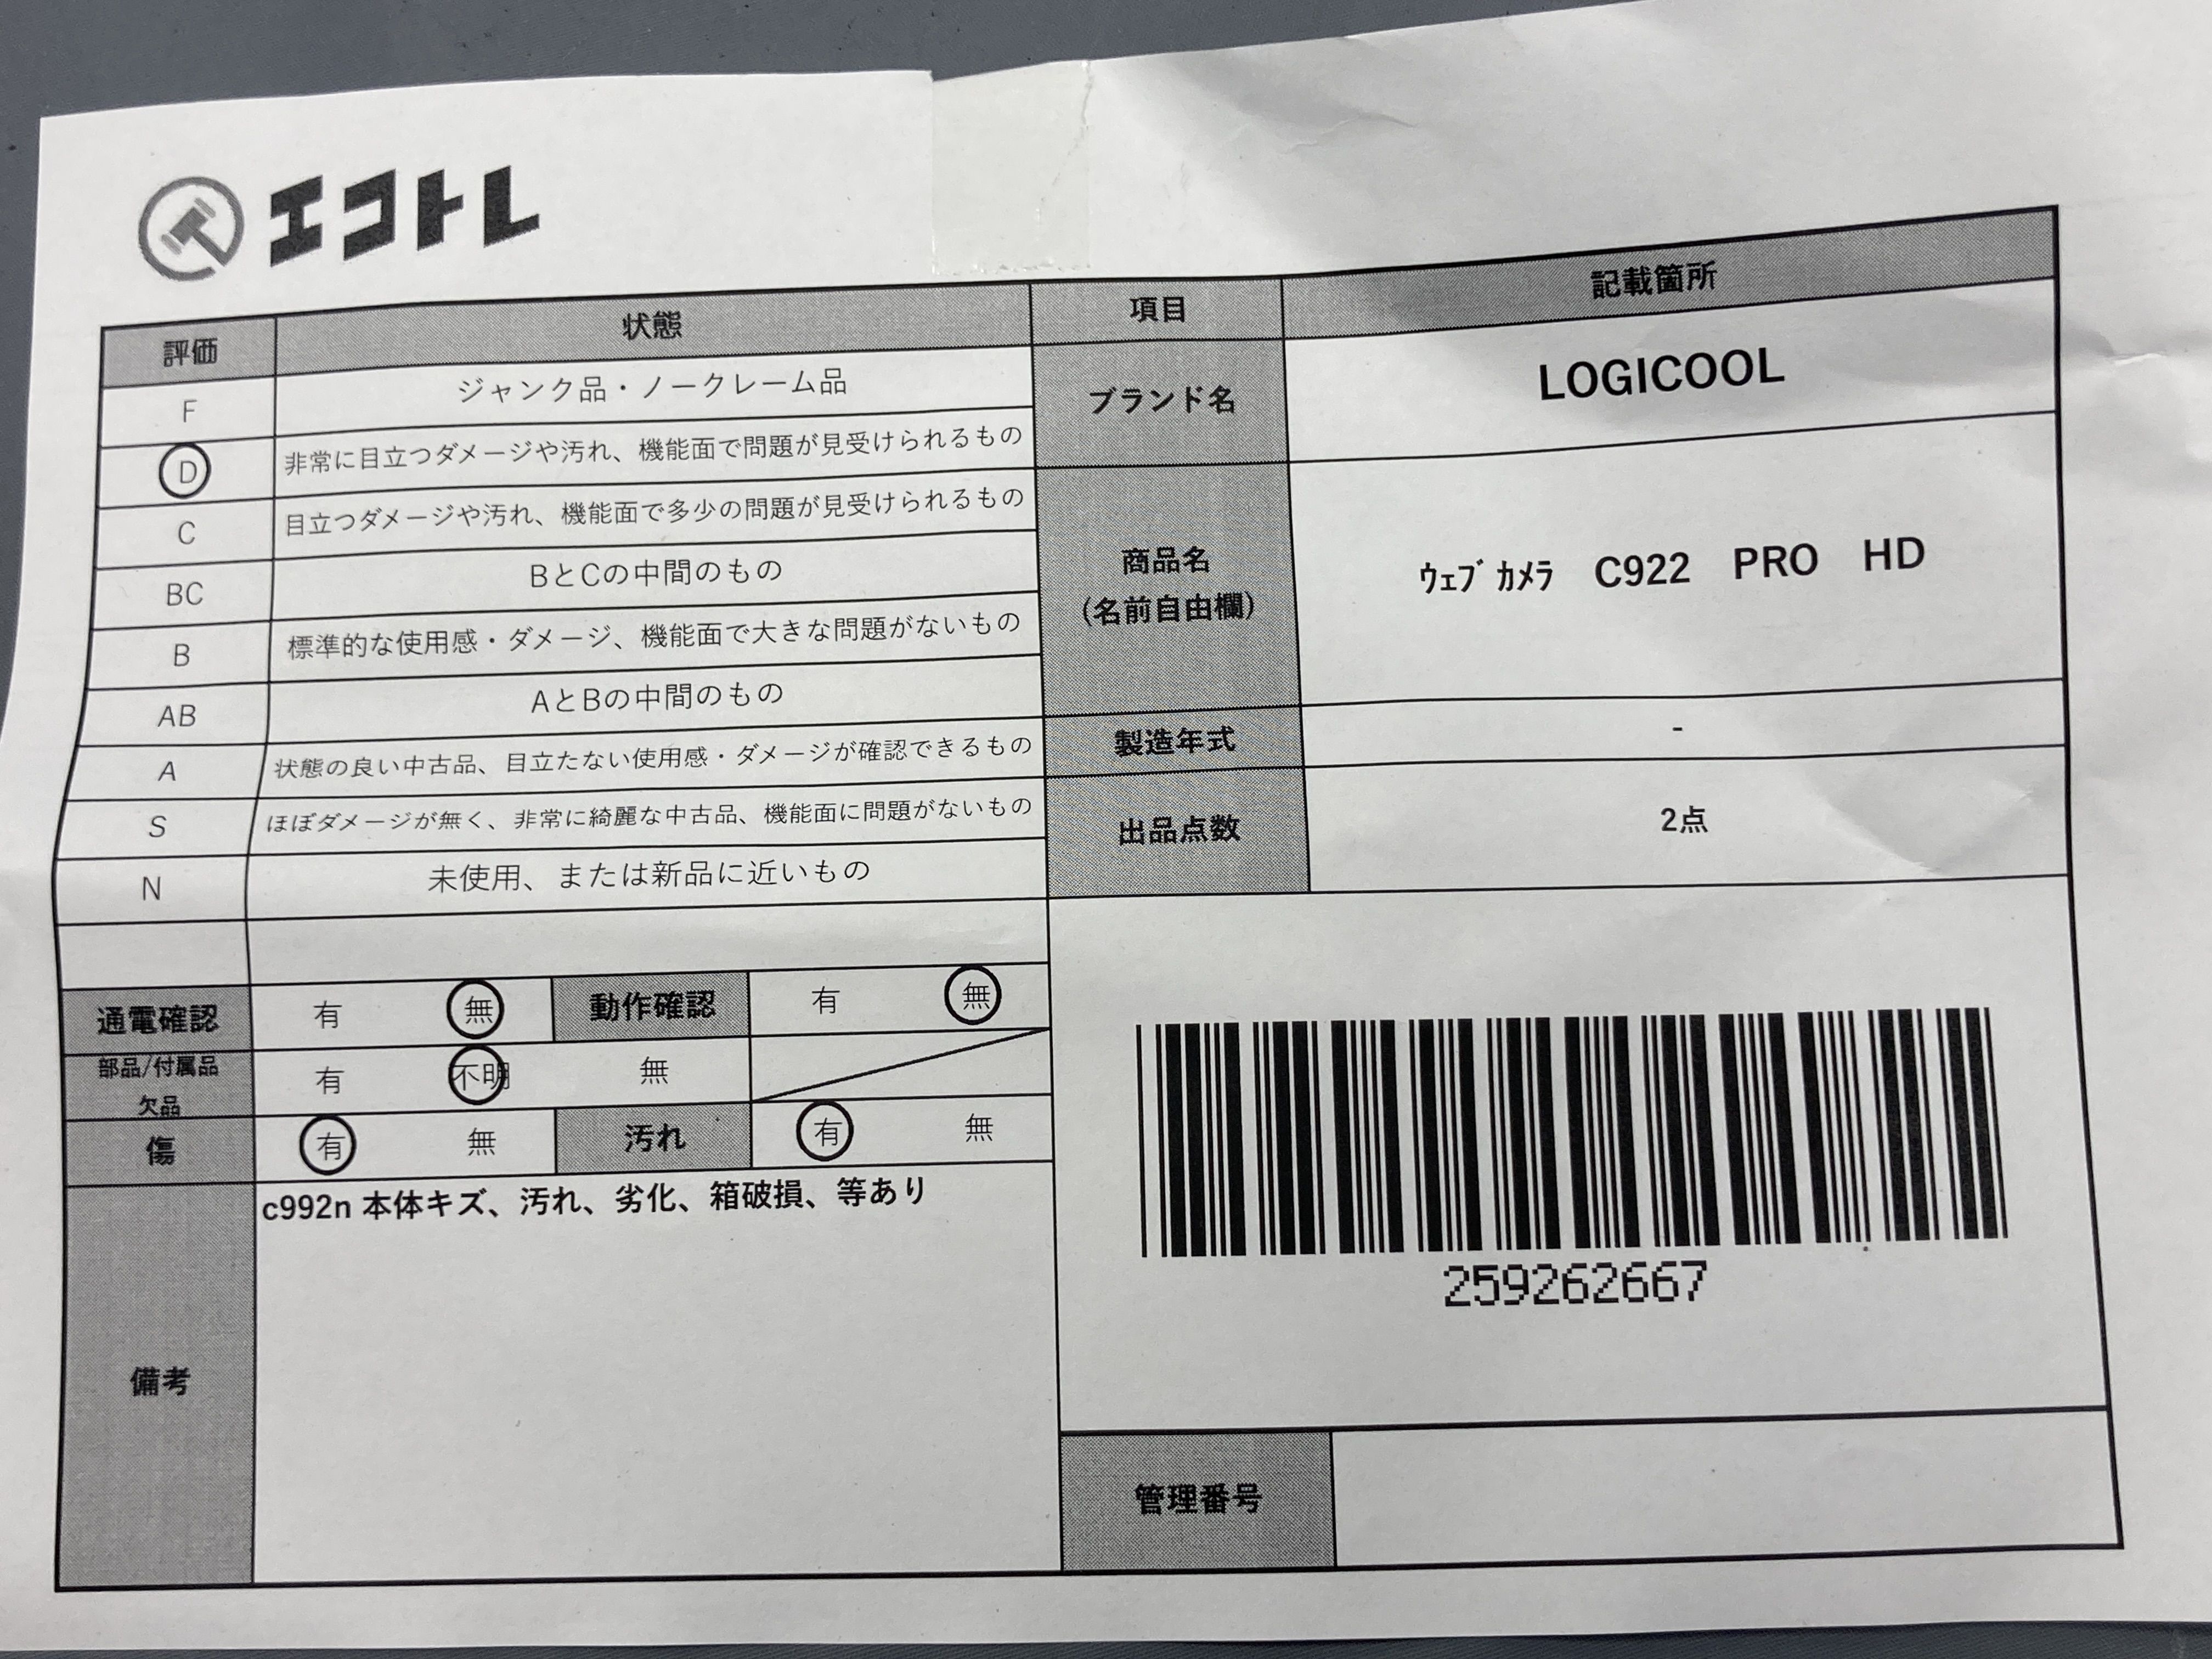 エコトレ
評価 状態 項目 記載箇所
F ジャンク品・ノークレーム品
D 非常に目立つダメージや汚れ、機能面で問題が見受けられるもの
C 目立つダメージや汚れ、機能面で多少の問題が見受けられるもの
BC BとCの中間のもの
B 標準的な使用感・ダメージ、機能面で大きな問題がないもの
AB AとBの中間のもの
A 状態の良い中古品、目立たない使用感・ダメージが確認できるもの
S ほぼダメージが無く、非常に綺麗な中古品、機能面に問題がないもの
N 未使用、または新品に近いもの
ブランド名 LOGICOOL
商品名
(名前自由欄)
ｳｪﾌﾞｶﾒﾗ C922 PRO HD
製造年式 -
出品点数 2点
通電確認 有 無 動作確認 有 無
部品/付属品
欠品
有 不明 無
傷 有 無 汚れ 有 無
備考
c992n 本体キズ、汚れ、劣化、箱破損、等あり
259262667
管理番号